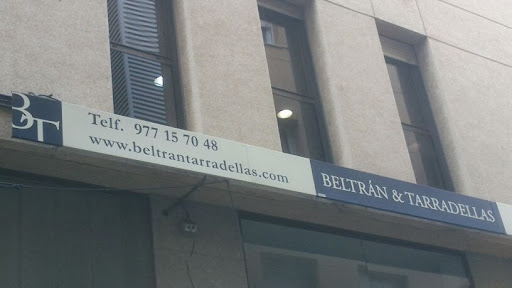 BT
Telf. 977 15 70 48
www.beltrantarradellas.com
BELTRÁN & TARRADELLAS